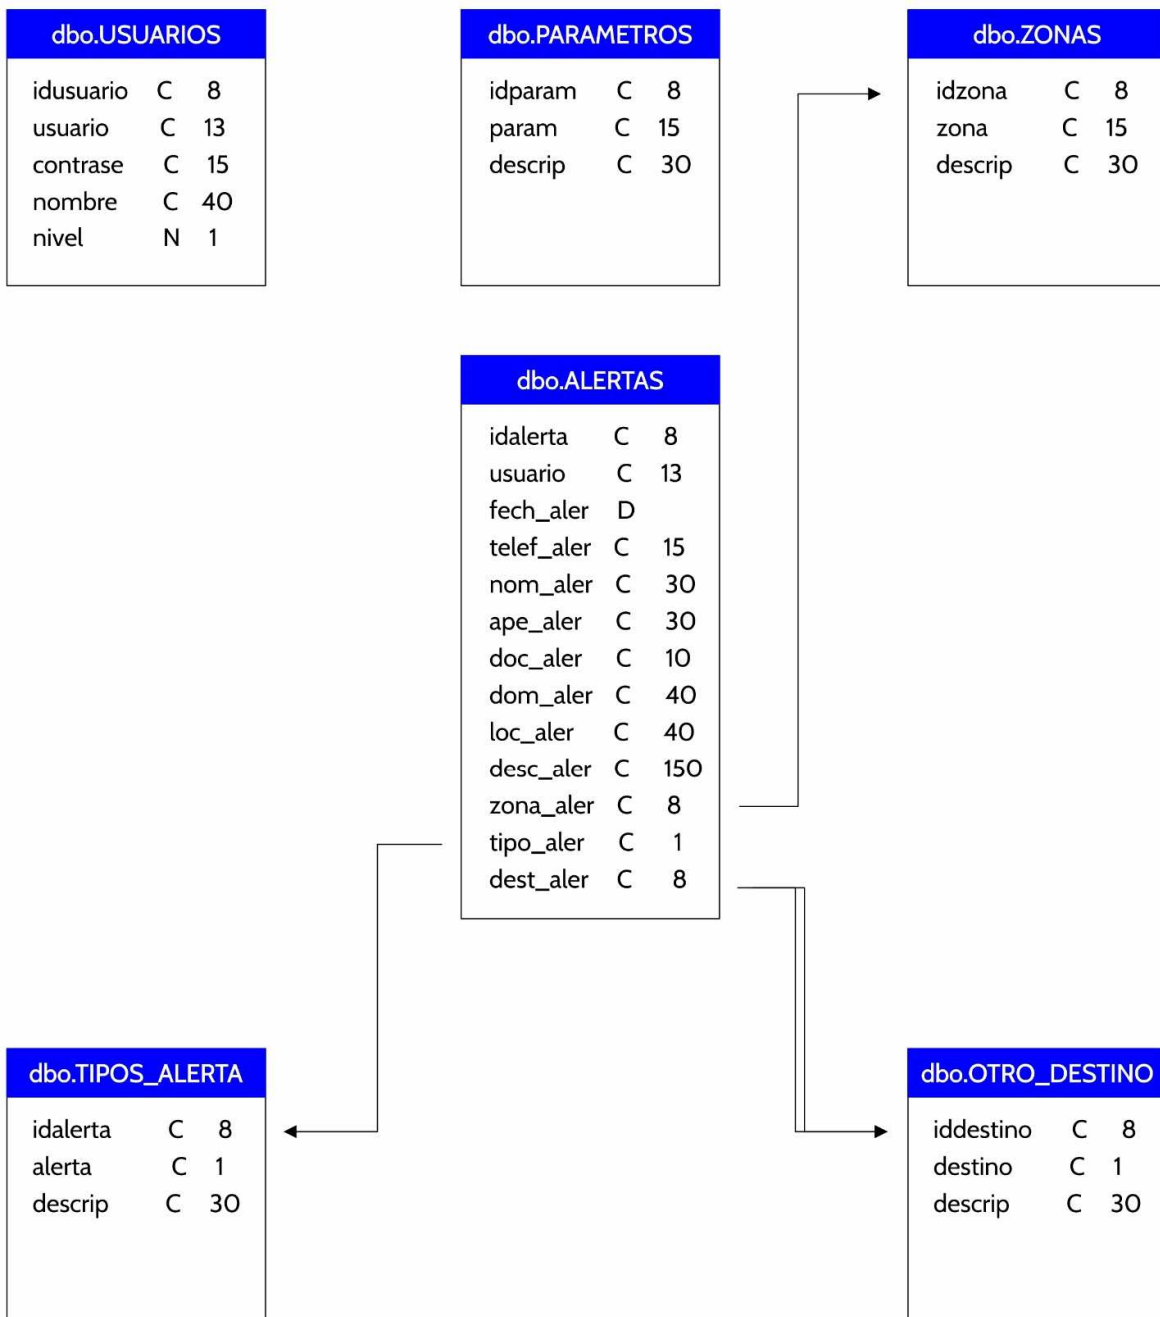 dbo.USUARIOS
idusuario C 8
usuario C 13
contrase C 15
nombre C 40
nivel N 1
dbo.PARAMETROS
idparam C 8
param C 15
descrip C 30
dbo.ZONAS
idzona C 8
zona C 15
descrip C 30
dbo.ALERTAS
idalerta C 8
usuario C 13
fech_aler D
telef_aler C 15
nom_aler C 30
ape_aler C 30
doc_aler C 10
dom_aler C 40
loc_aler C 40
desc_aler C 150
zona_aler C 8
tipo_aler C 1
dest_aler C 8
dbo.TIPOS_ALERTA
idalerta C 8
alerta C 1
descrip C 30
dbo.OTRO_DESTINO
iddestino C 8
destino C 1
descrip C 30